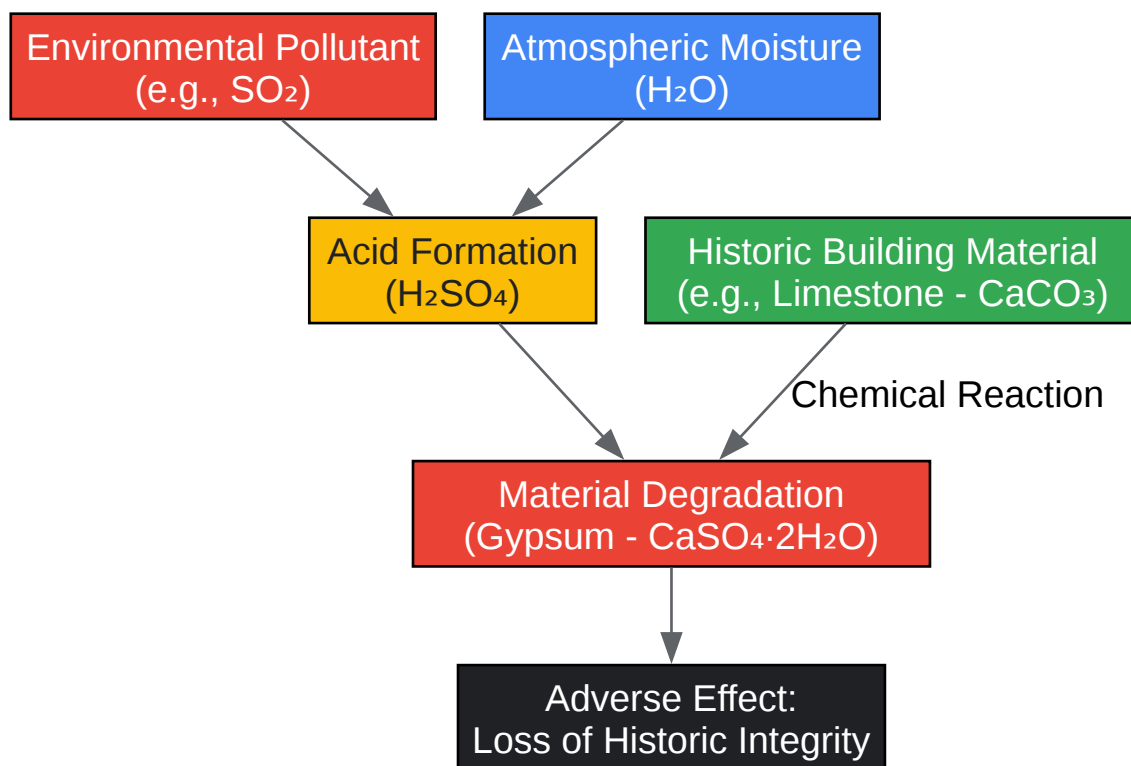 Environmental Pollutant
(e.g., SO₂)
Atmospheric Moisture
(H₂O)
Acid Formation
(H₂SO₄)
Historic Building Material
(e.g., Limestone - CaCO₃)
Chemical Reaction
Material Degradation
(Gypsum - CaSO₄·2H₂O)
Adverse Effect:
Loss of Historic Integrity